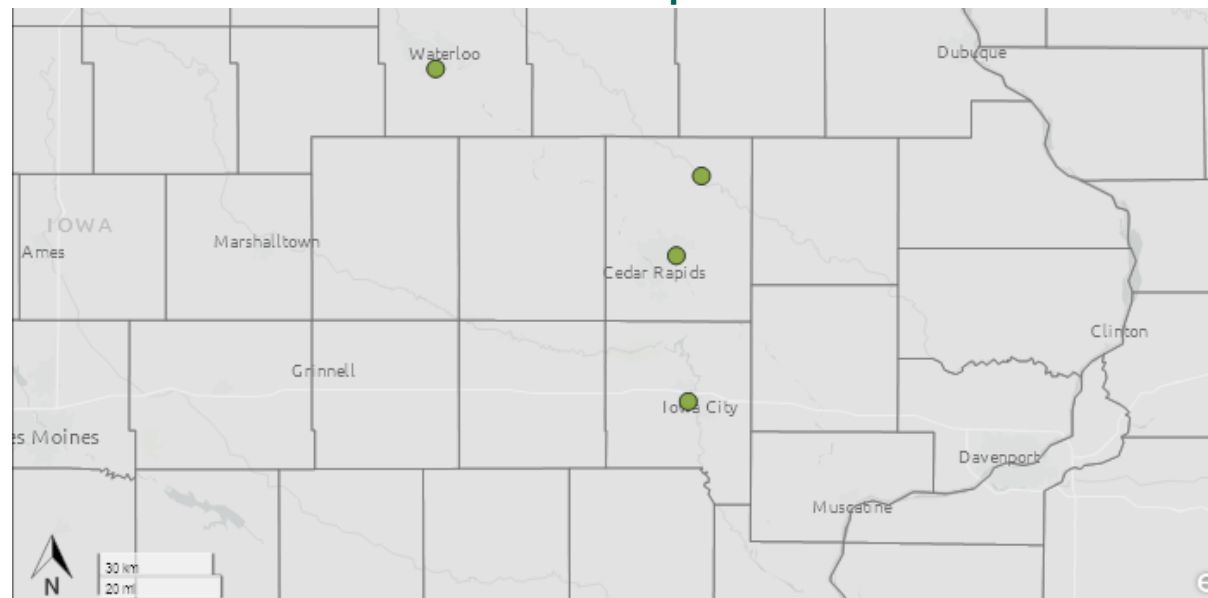 Waterloo
Dubuque
IOWA
Ames
Marshalltown
Cedar Rapids
Clinton
Grinnell
Iowa City
es Moines
Davenport
Muscatine
30 km
20 mi
N
e